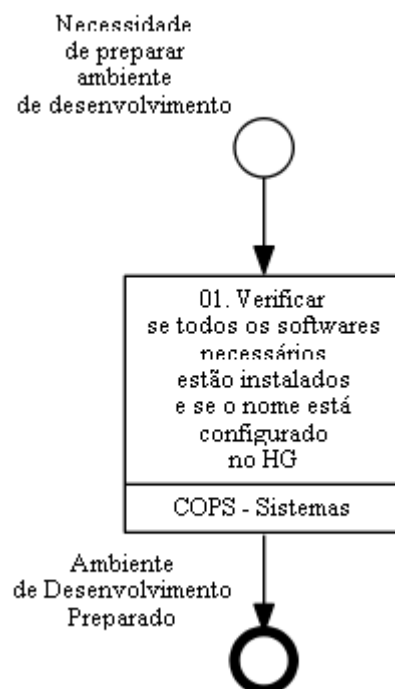 Necessidade
de preparar
ambiente
de desenvolvimento
01. Verificar
se todos os softwares
necessários
estão instalados
e se o nome está
configurado
no HG
COPS - Sistemas
Ambiente
de Desenvolvimento
Preparado